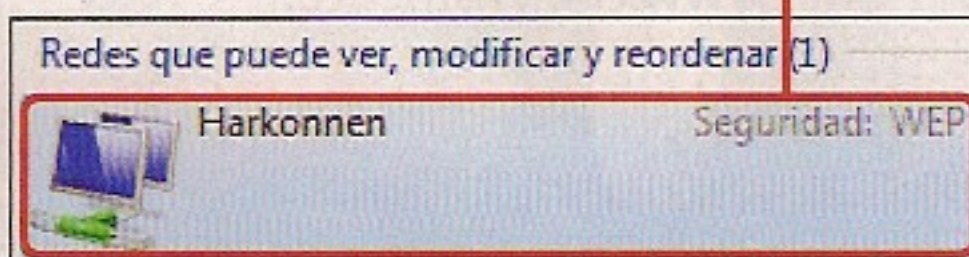 Redes que puede ver, modificar y reordenar (1)
Harkonnen Seguridad: WEP